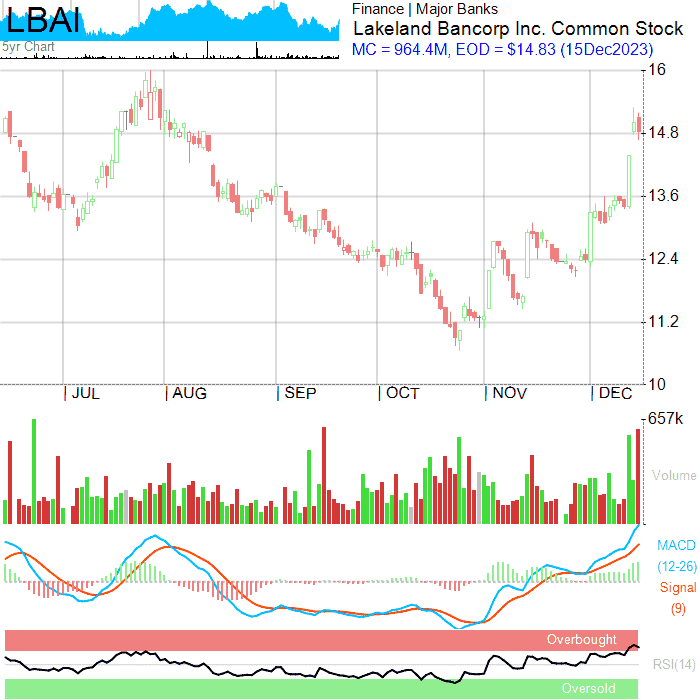 LBAI
5yr Chart
Finance | Major Banks
Lakeland Bancorp Inc. Common Stock
MC = 964.4M, EOD = $14.83 (15Dec2023)
16
14.8
13.6
12.4
11.2
10
| JUL | AUG | SEP | OCT | NOV | DEC
657k
Volume
MACD
(12-26)
Signal
(9)
Overbought
RSI(14)
Oversold